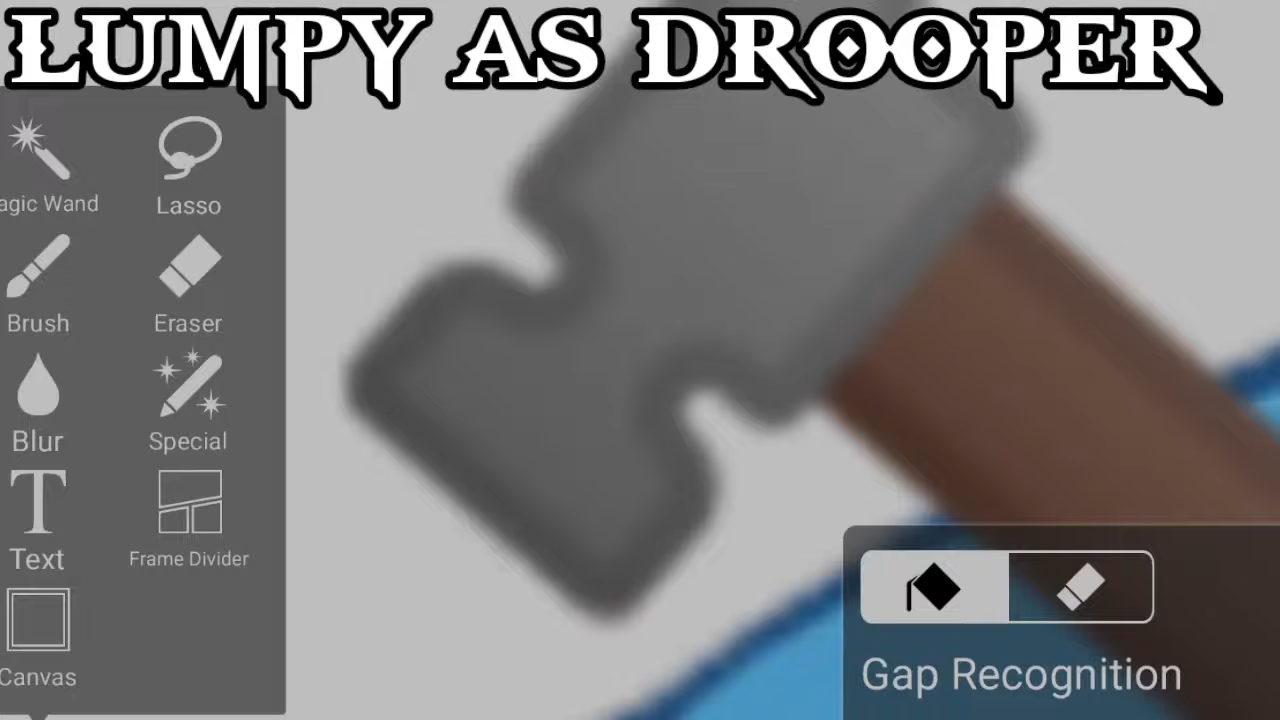 LUMPY AS DROOPER
agic Wand
Lasso
Brush
Eraser
Blur
Special
Text
Frame Divider
Canvas
Gap Recognition